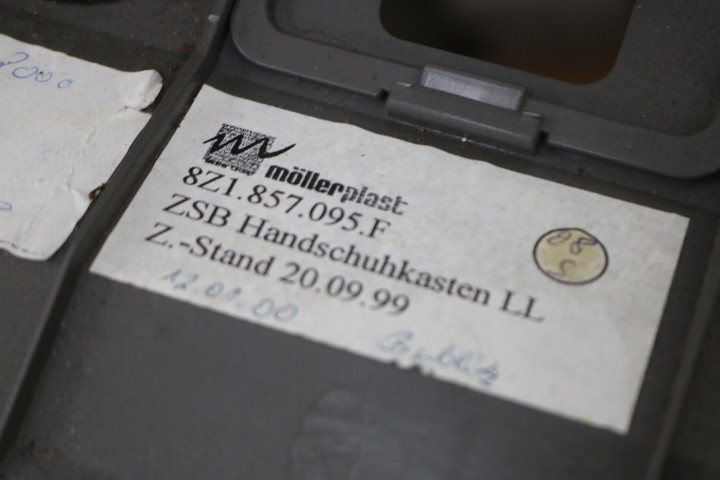 möllerplast
8Z1.857.095.F
ZSB Handschuhkasten LL
Z.-Stand 20.09.99
12.01.00